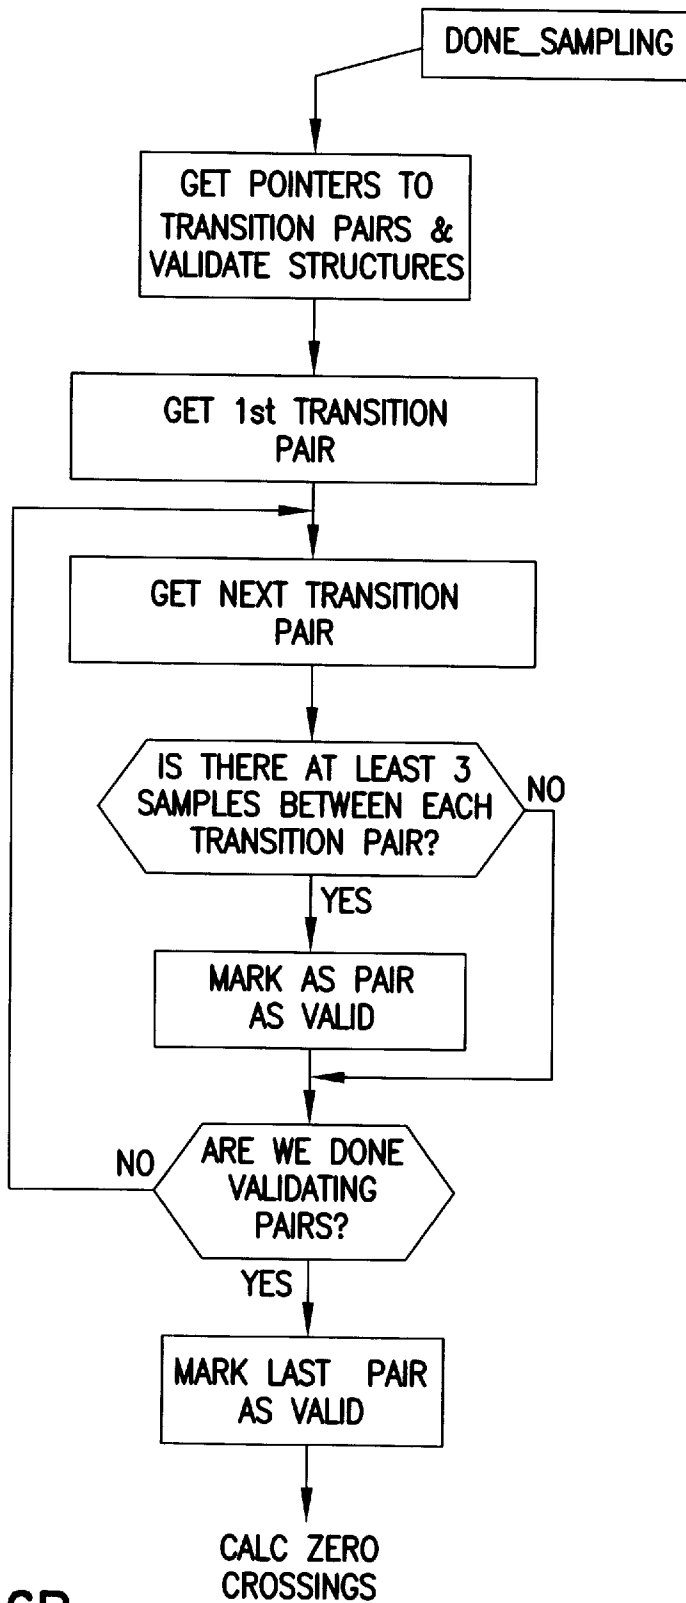 DONE_SAMPLING
GET POINTERS TO
TRANSITION PAIRS &
VALIDATE STRUCTURES
GET 1st TRANSITION
PAIR
GET NEXT TRANSITION
PAIR
IS THERE AT LEAST 3
SAMPLES BETWEEN EACH
TRANSITION PAIR?
NO
YES
MARK AS PAIR
AS VALID
ARE WE DONE
VALIDATING
PAIRS?
NO
YES
MARK LAST PAIR
AS VALID
CALC ZERO
CROSSINGS